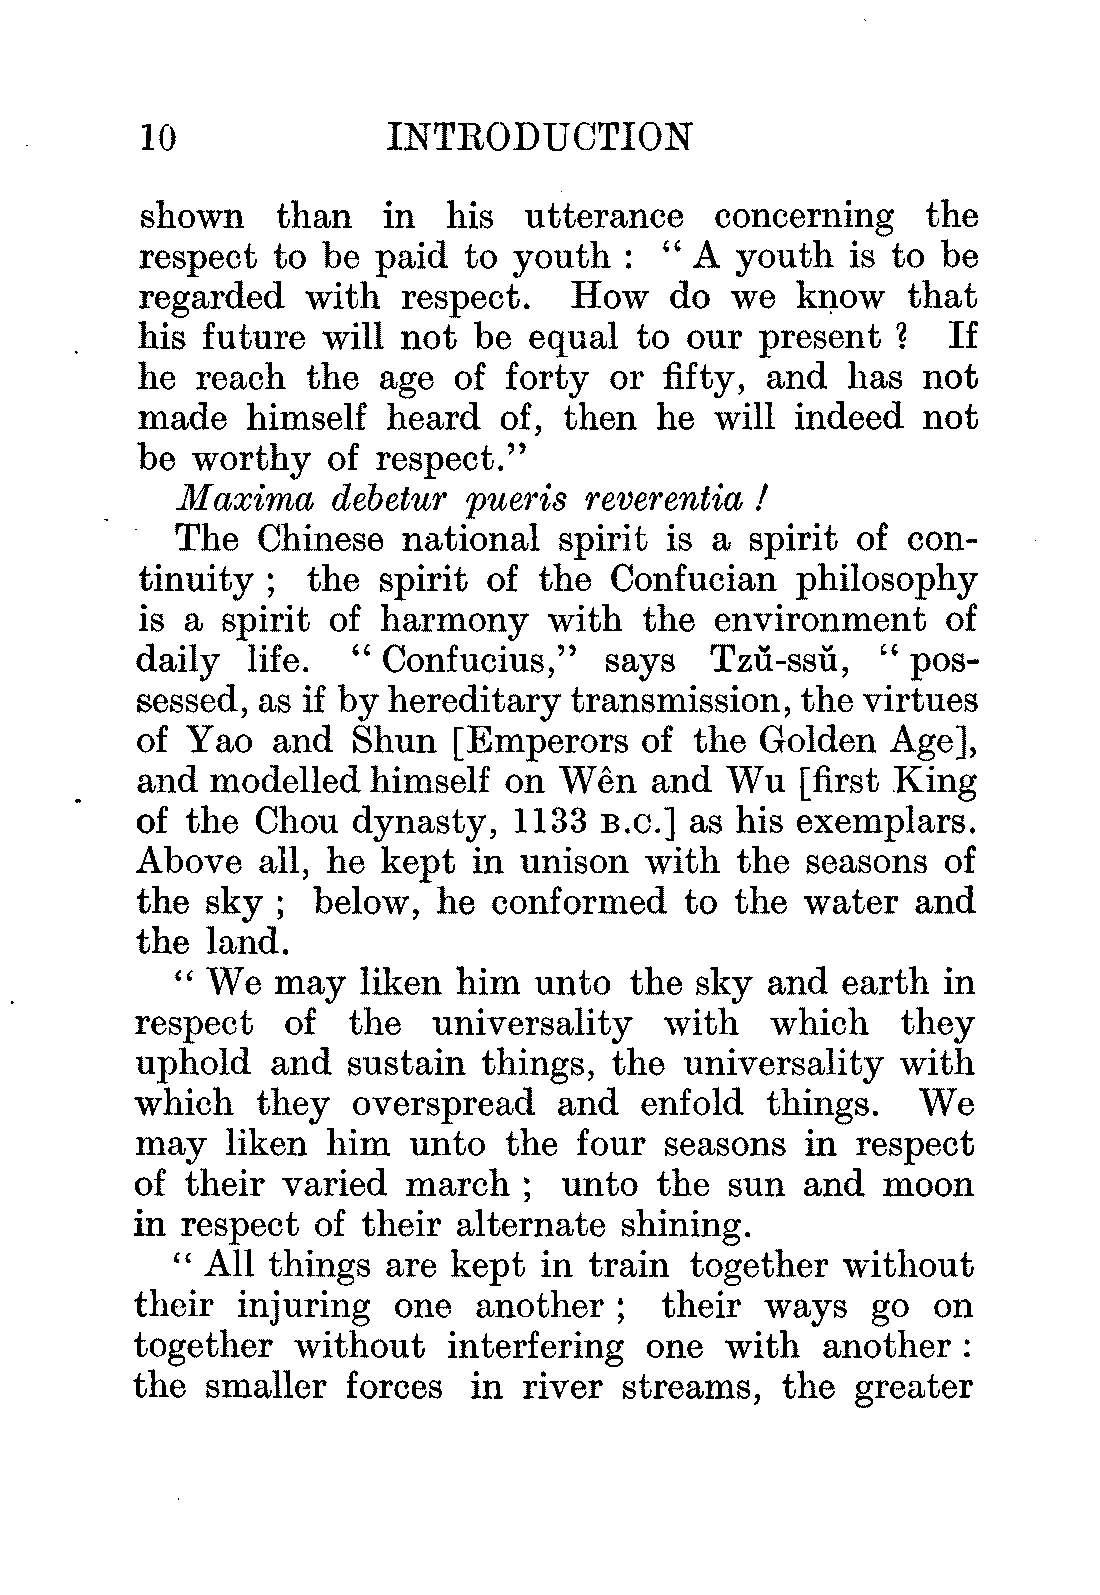 10 INTRODUCTION
shown than in his utterance concerning the
respect to be paid to youth : “ A youth is to be
regarded with respect. How do we know that
his future will not be equal to our present ? If
he reach the age of forty or fifty, and has not
made himself heard of, then he will indeed not
be worthy of respect.”
Maxima debetur pueris reverentia !
The Chinese national spirit is a spirit of con-
tinuity ; the spirit of the Confucian philosophy
is a spirit of harmony with the environment of
daily life. “ Confucius,” says Tzŭ-ssŭ, “ pos-
sessed, as if by hereditary transmission, the virtues
of Yao and Shun [Emperors of the Golden Age],
and modelled himself on Wên and Wu [first King
of the Chou dynasty, 1133 B.C.] as his exemplars.
Above all, he kept in unison with the seasons of
the sky ; below, he conformed to the water and
the land.
“ We may liken him unto the sky and earth in
respect of the universality with which they
uphold and sustain things, the universality with
which they overspread and enfold things. We
may liken him unto the four seasons in respect
of their varied march ; unto the sun and moon
in respect of their alternate shining.
“ All things are kept in train together without
their injuring one another ; their ways go on
together without interfering one with another :
the smaller forces in river streams, the greater